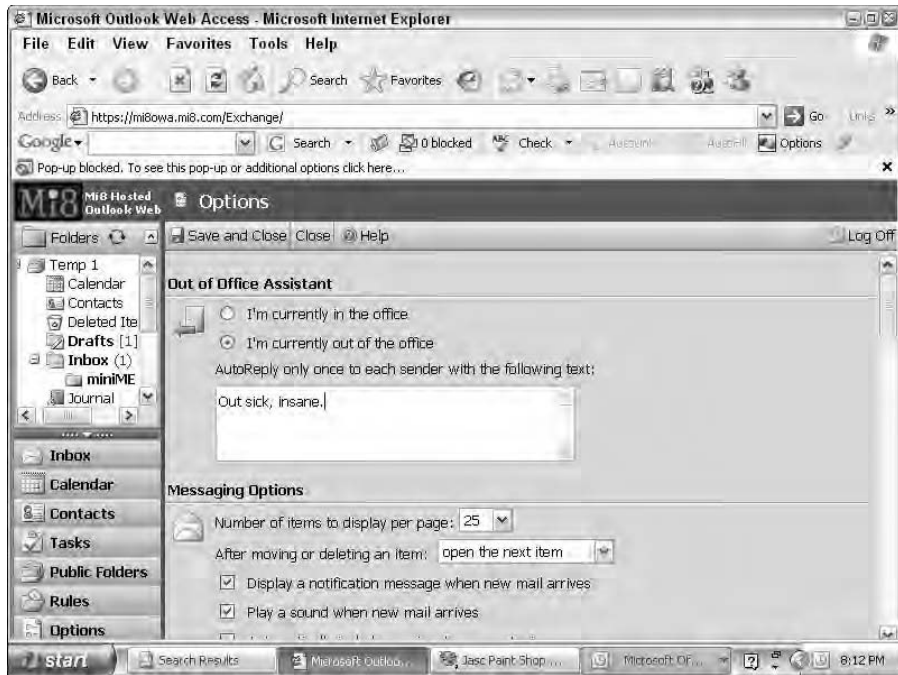 Microsoft Outlook Web Access - Microsoft Internet Explorer
File Edit View Favorites Tools Help
Back Search Favorites
Address https://mi8owa.mi8.com/Exchange/ Go Links »
Google Search 0 blocked Check AutoLink AutoFill Options
Pop-up blocked. To see this pop-up or additional options click here... x
Mi8 Mi8 Hosted Outlook Web Options
Folders Save and Close Close Help Log Off
Temp 1
Calendar
Contacts
Deleted Ite
Drafts [1]
Inbox (1)
miniME
Journal
Out of Office Assistant
I'm currently in the office
I'm currently out of the office
AutoReply only once to each sender with the following text:
Out sick, insane.
Inbox
Calendar
Contacts
Tasks
Public Folders
Rules
Options
Messaging Options
Number of items to display per page: 25
After moving or deleting an item: open the next item
Display a notification message when new mail arrives
Play a sound when new mail arrives
start Search Results Microsoft Outloo... Jasc Paint Shop ... Microsoft Of... 8:12 PM